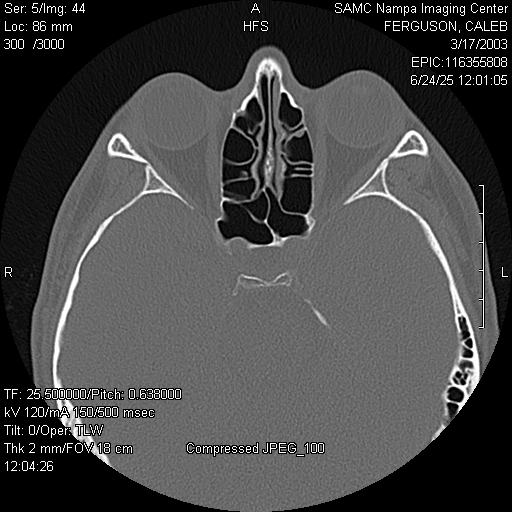 Ser: 5/Img: 44
Loc: 86 mm
300 /3000
A
HFS
SAMC Nampa Imaging Center
FERGUSON, CALEB
3/17/2003
EPIC:116355808
6/24/25 12:01:05
R
L
TF: 25.500000/Pitch: 0.638000
kV 120/mA 150/500 msec
Tilt: 0/Oper: TLW
Thk 2 mm/FOV 18 cm
12:04:26
Compressed JPEG_100